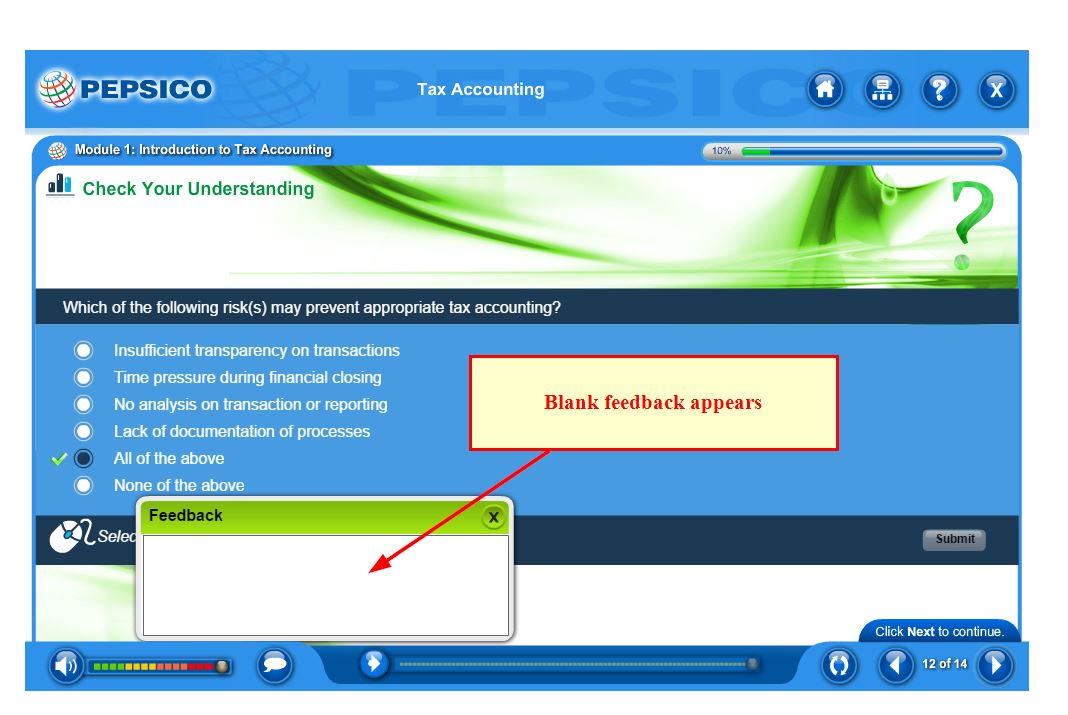 PEPSICO
Tax Accounting
? X
Module 1: Introduction to Tax Accounting
10%
Check Your Understanding
?
Which of the following risk(s) may prevent appropriate tax accounting?
Insufficient transparency on transactions
Time pressure during financial closing
No analysis on transaction or reporting
Lack of documentation of processes
All of the above
None of the above
Blank feedback appears
Feedback
X
Selec
Submit
Click Next to continue.
12 of 14